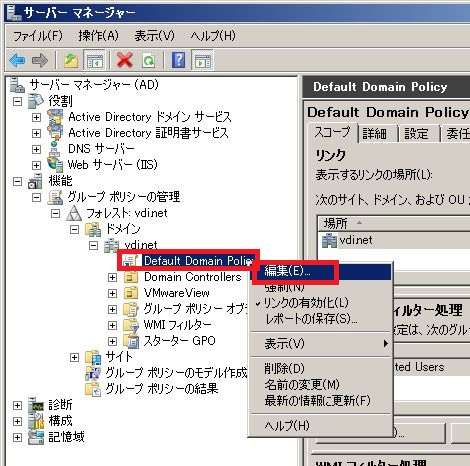 サーバー マネージャー
ファイル(F) 操作(A) 表示(V) ヘルプ(H)
サーバー マネージャー (AD)
役割
Active Directory ドメイン サービス
Active Directory 証明書サービス
DNS サーバー
Web サーバー (IIS)
機能
グループ ポリシーの管理
フォレスト: vdi.net
ドメイン
vdi.net
Default Domain Policy
Domain Controllers
VMwareView
グループ ポリシー オブジ
WMI フィルター
スターター GPO
サイト
グループ ポリシーのモデル作成
グループ ポリシーの結果
診断
構成
記憶域
編集(E)...
強制(N)
リンクの有効化(L)
レポートの保存(S)...
表示(V)
削除(D)
名前の変更(M)
最新の情報に更新(F)
ヘルプ(H)
Default Domain Policy
Default Domain Policy
スコープ 詳細 設定 委任
リンク
表示するリンクの場所(L):
次のサイト、ドメイン、および OU
場所
vdi.net
ィルター処理
設定は、次のグル
ted Users
)...
WMI フィルター処理